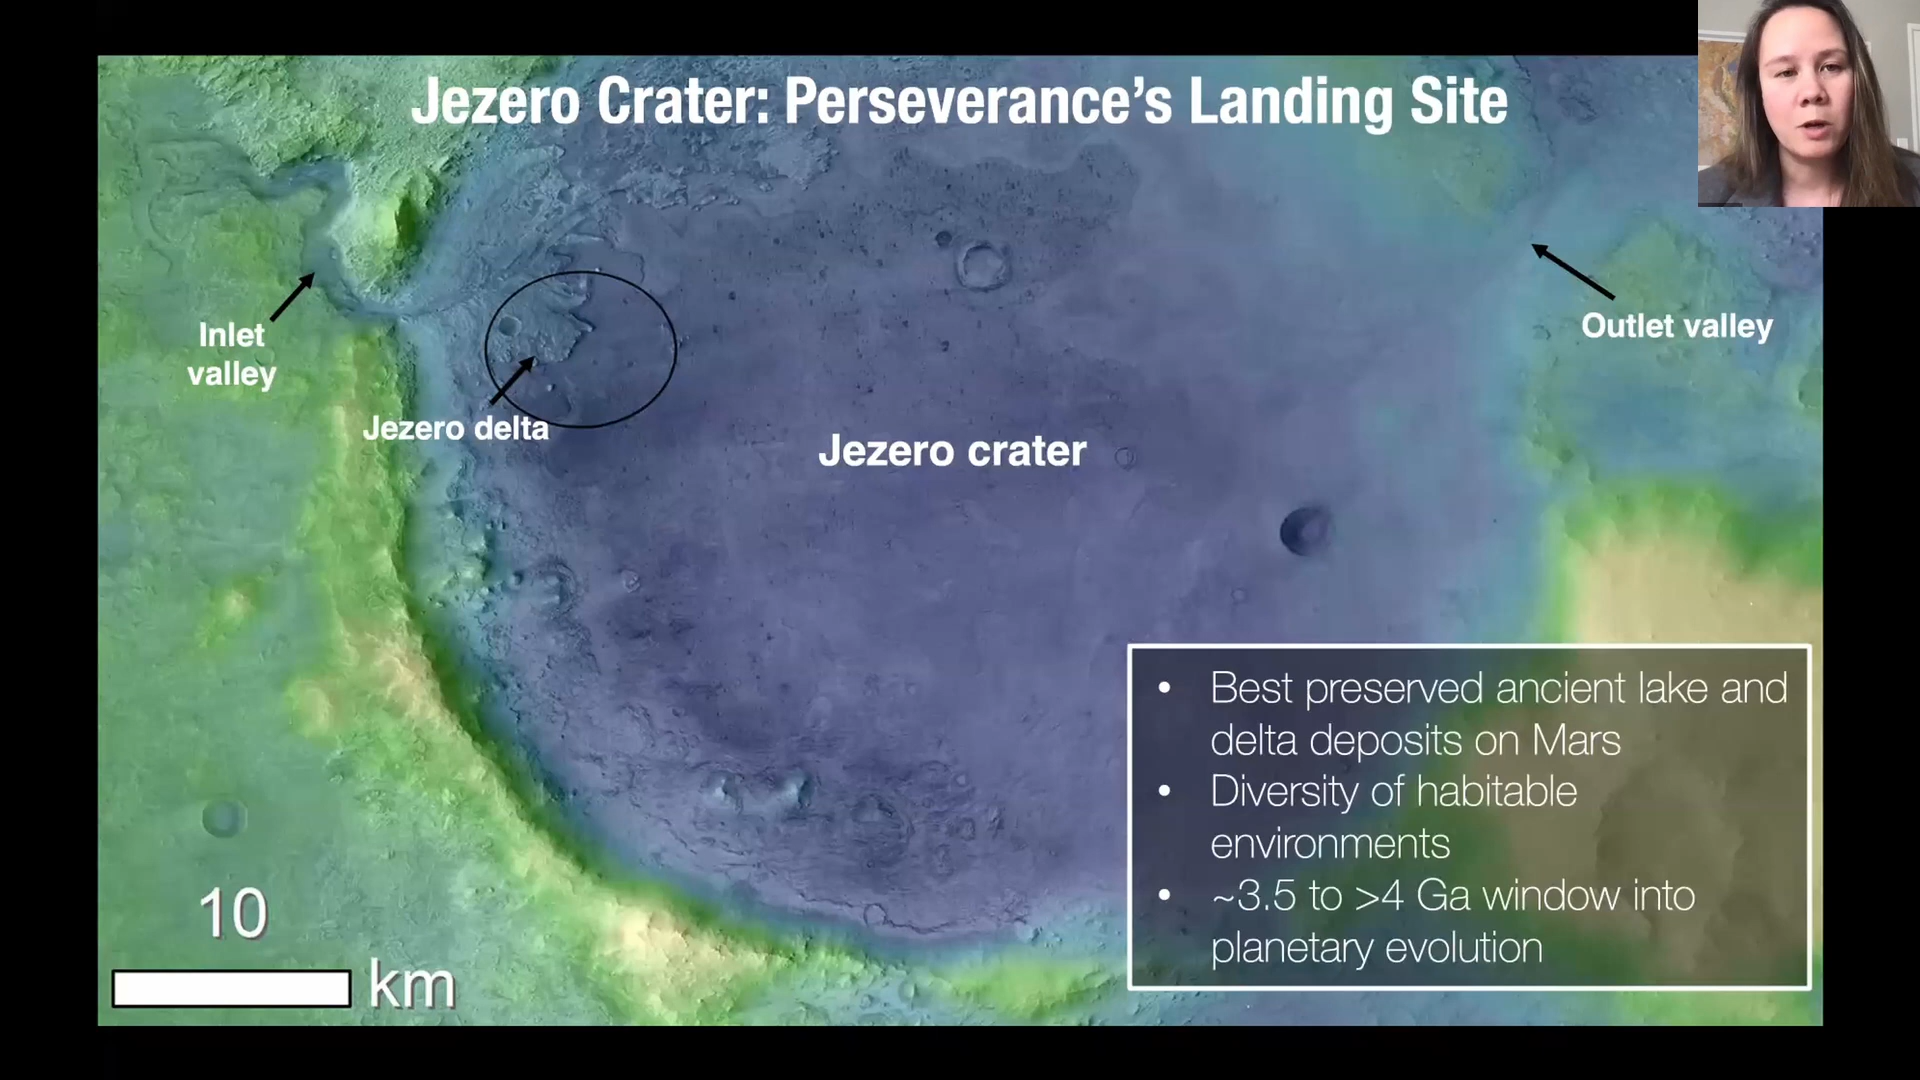 Jezero Crater: Perseverance’s Landing Site
Inlet
valley
Outlet valley
Jezero delta
Jezero crater
• Best preserved ancient lake and
delta deposits on Mars
• Diversity of habitable
environments
• ~3.5 to >4 Ga window into
planetary evolution
10
km